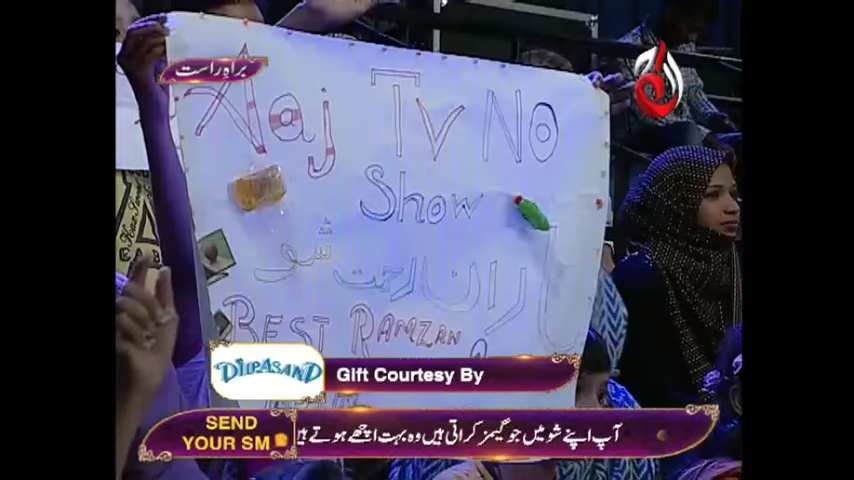 براہ راست
Aaj Tv No
Show
باران رحمت شو
BEST RAMZAN
DILPASAND
Gift Courtesy By
SEND
YOUR SM
آپ اپنے شو میں جو گیمز کراتی ہیں وہ بہت اچھے ہوتے ہیں